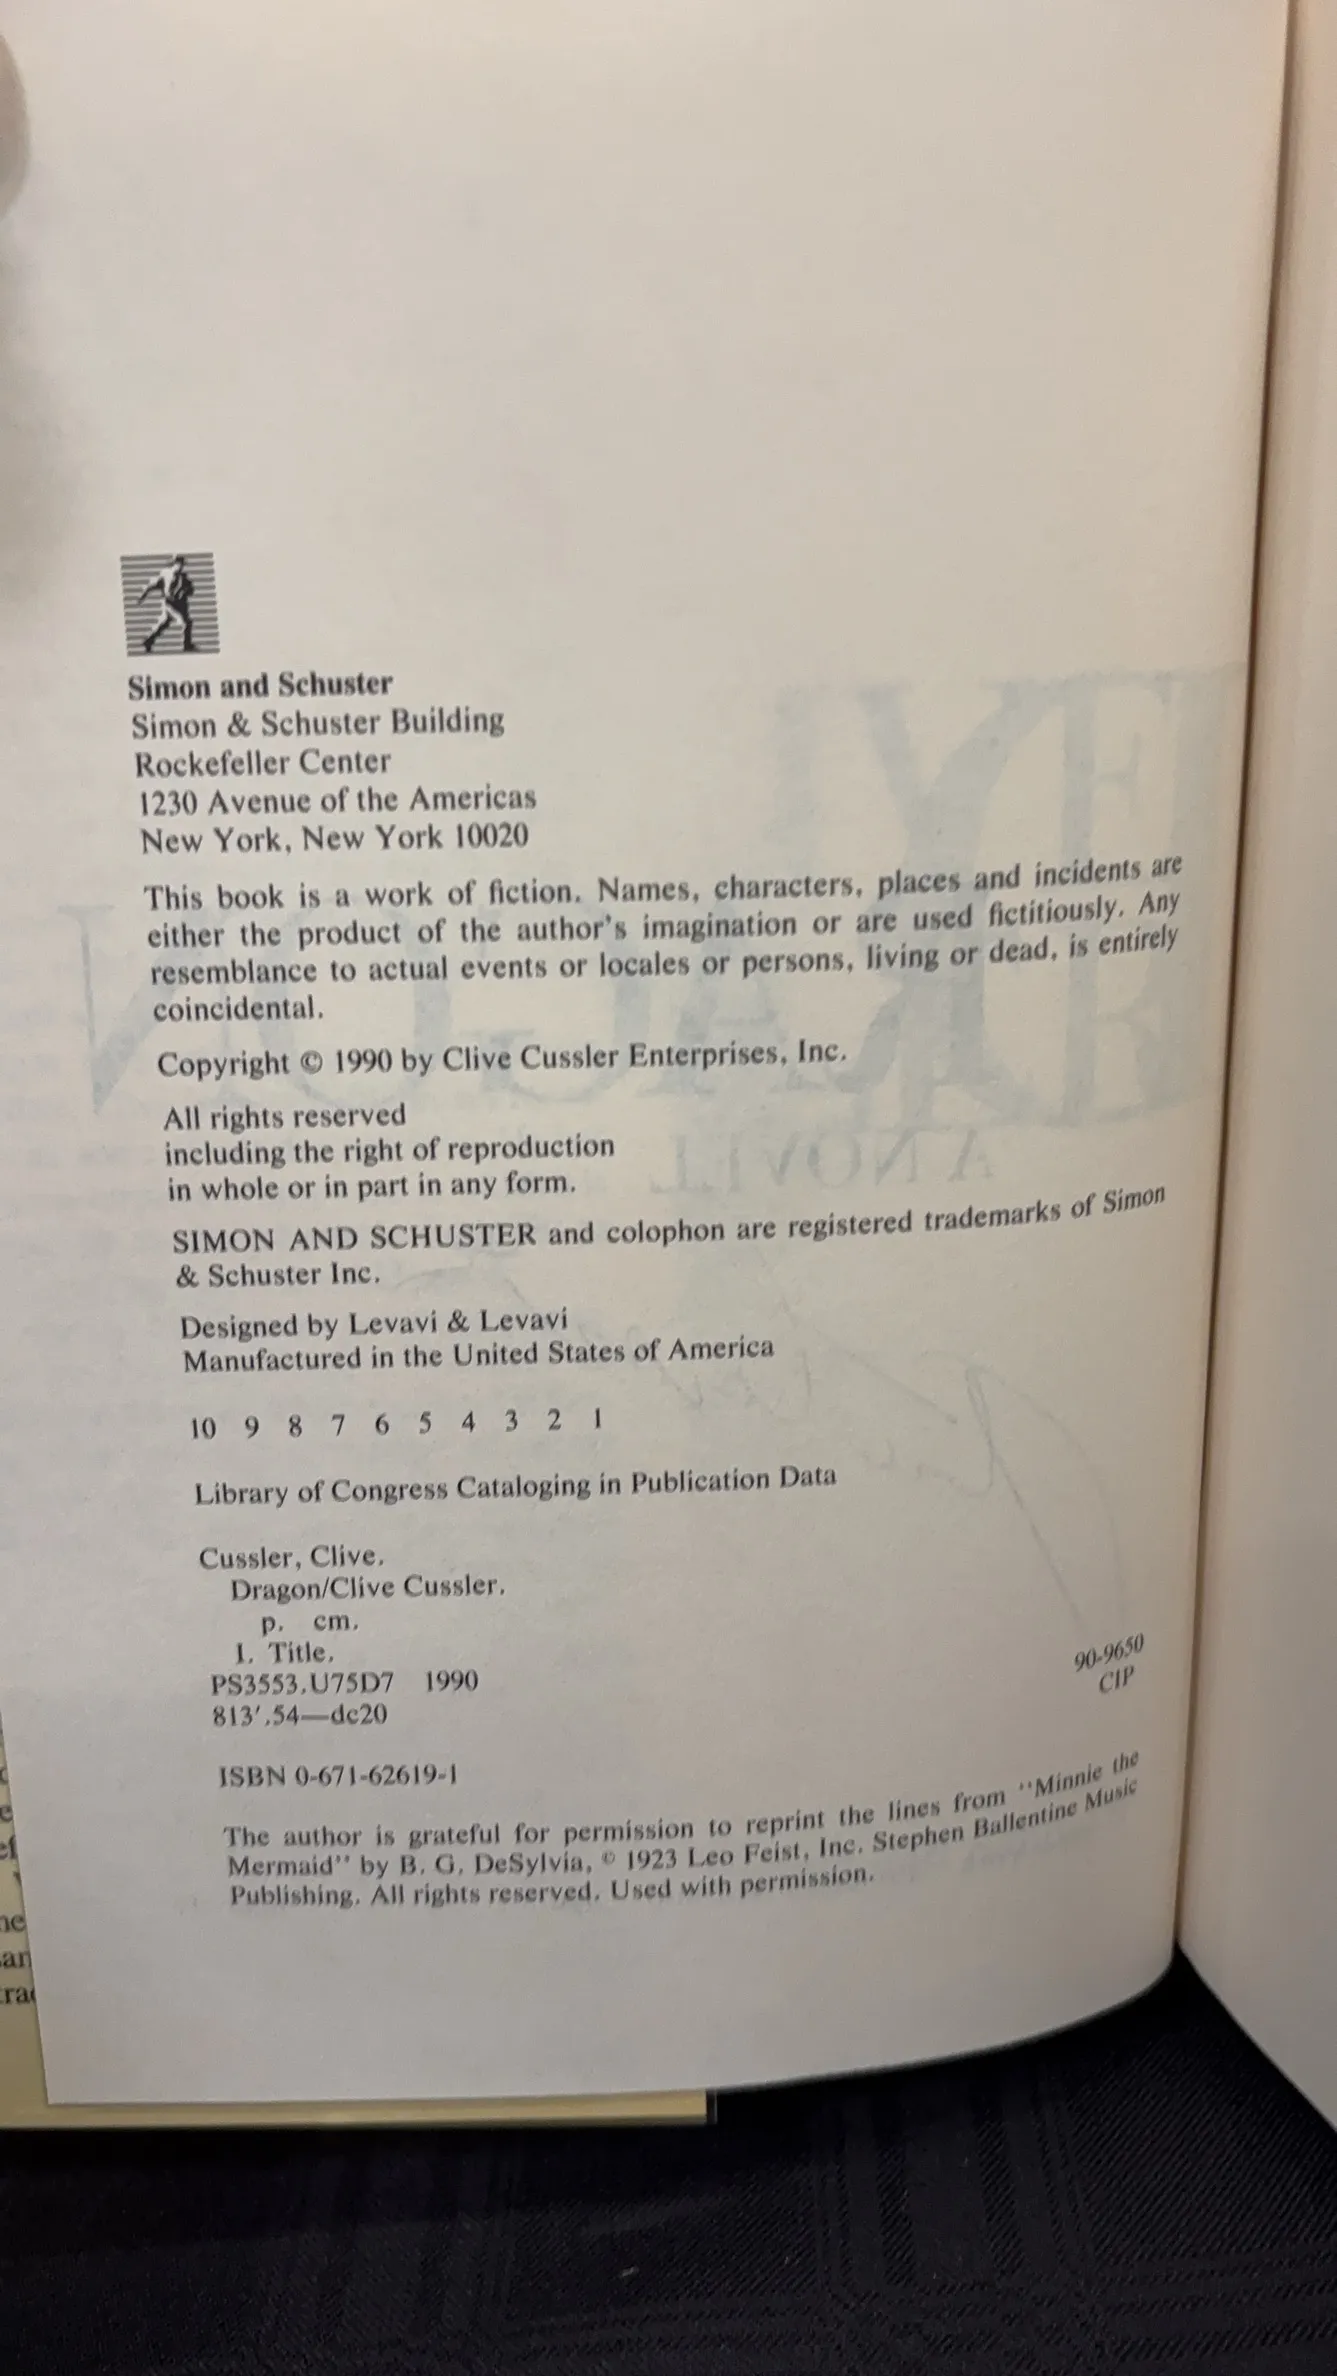 Simon and Schuster
Simon & Schuster Building
Rockefeller Center
1230 Avenue of the Americas
New York, New York 10020
This book is a work of fiction. Names, characters, places and incidents are
either the product of the author's imagination or are used fictitiously. Any
resemblance to actual events or locales or persons, living or dead, is entirely
coincidental.
Copyright © 1990 by Clive Cussler Enterprises, Inc.
All rights reserved
including the right of reproduction
in whole or in part in any form.
SIMON AND SCHUSTER and colophon are registered trademarks of Simon
& Schuster Inc.
Designed by Levavi & Levavi
Manufactured in the United States of America
10 9 8 7 6 5 4 3 2 1
Library of Congress Cataloging in Publication Data
Cussler, Clive.
Dragon/Clive Cussler.
p. cm.
I. Title.
PS3553.U75D7 1990
813'.54—dc20
90-9650
CIP
ISBN 0-671-62619-1
The author is grateful for permission to reprint the lines from "Minnie the
Mermaid" by B. G. DeSylvia, © 1923 Leo Feist, Inc. Stephen Ballentine Music
Publishing. All rights reserved. Used with permission.